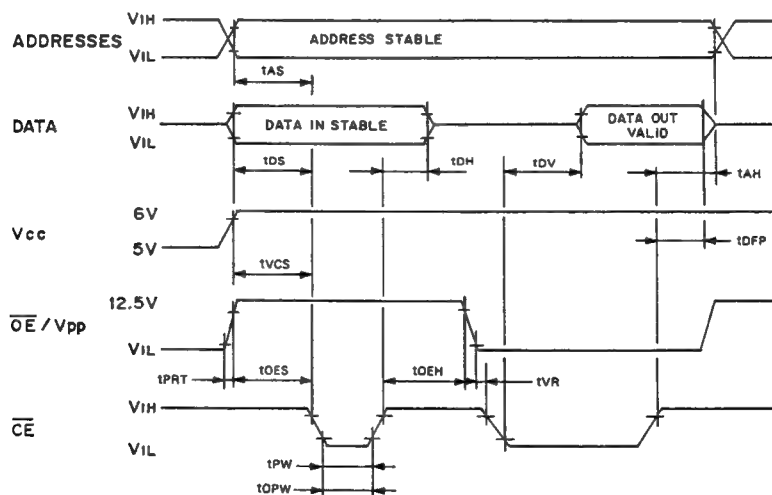 VIH
ADDRESSES ADDRESS STABLE
VIL
tAS
VIH
DATA DATA IN STABLE DATA OUT VALID
VIL
tDS tDH tDV tAH
6V
Vcc tDFP
5V
tVCS
12.5V
OE / Vpp
VIL
tPRT tOES tOEH tVR
VIH
CE
VIL
tPW
tOPW